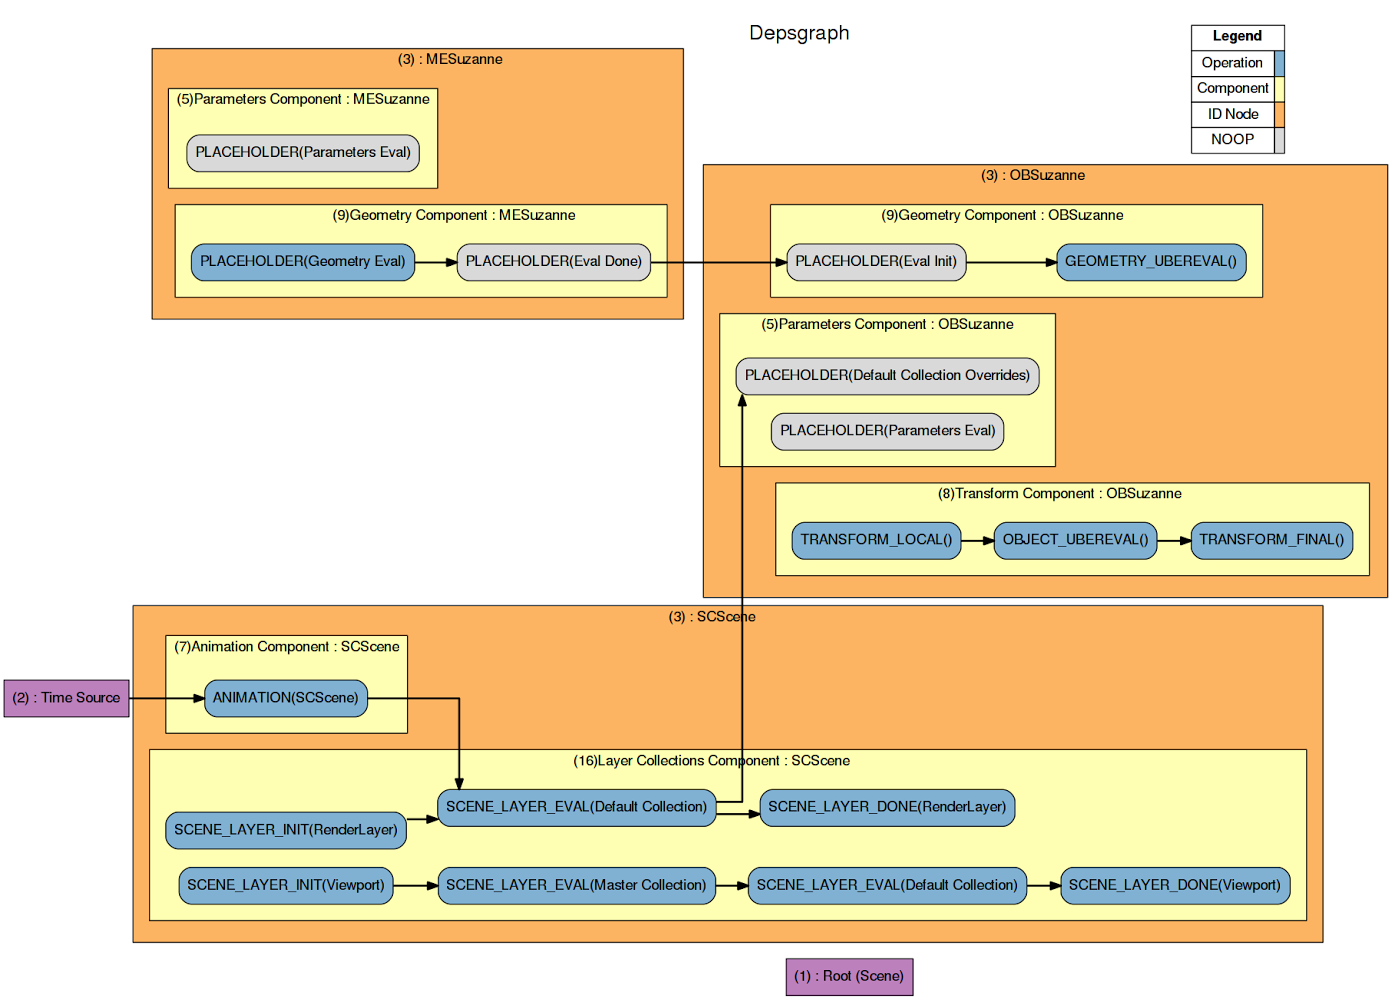 Depsgraph
Legend
Operation
Component
ID Node
NOOP
(3) : MESuzanne
(5)Parameters Component : MESuzanne
PLACEHOLDER(Parameters Eval)
(9)Geometry Component : MESuzanne
PLACEHOLDER(Geometry Eval)
PLACEHOLDER(Eval Done)
(3) : OBSuzanne
(9)Geometry Component : OBSuzanne
PLACEHOLDER(Eval Init)
GEOMETRY_UBEREVAL()
(5)Parameters Component : OBSuzanne
PLACEHOLDER(Default Collection Overrides)
PLACEHOLDER(Parameters Eval)
(8)Transform Component : OBSuzanne
TRANSFORM_LOCAL()
OBJECT_UBEREVAL()
TRANSFORM_FINAL()
(3) : SCScene
(7)Animation Component : SCScene
(2) : Time Source
ANIMATION(SCScene)
(16)Layer Collections Component : SCScene
SCENE_LAYER_INIT(RenderLayer)
SCENE_LAYER_EVAL(Default Collection)
SCENE_LAYER_DONE(RenderLayer)
SCENE_LAYER_INIT(Viewport)
SCENE_LAYER_EVAL(Master Collection)
SCENE_LAYER_EVAL(Default Collection)
SCENE_LAYER_DONE(Viewport)
(1) : Root (Scene)